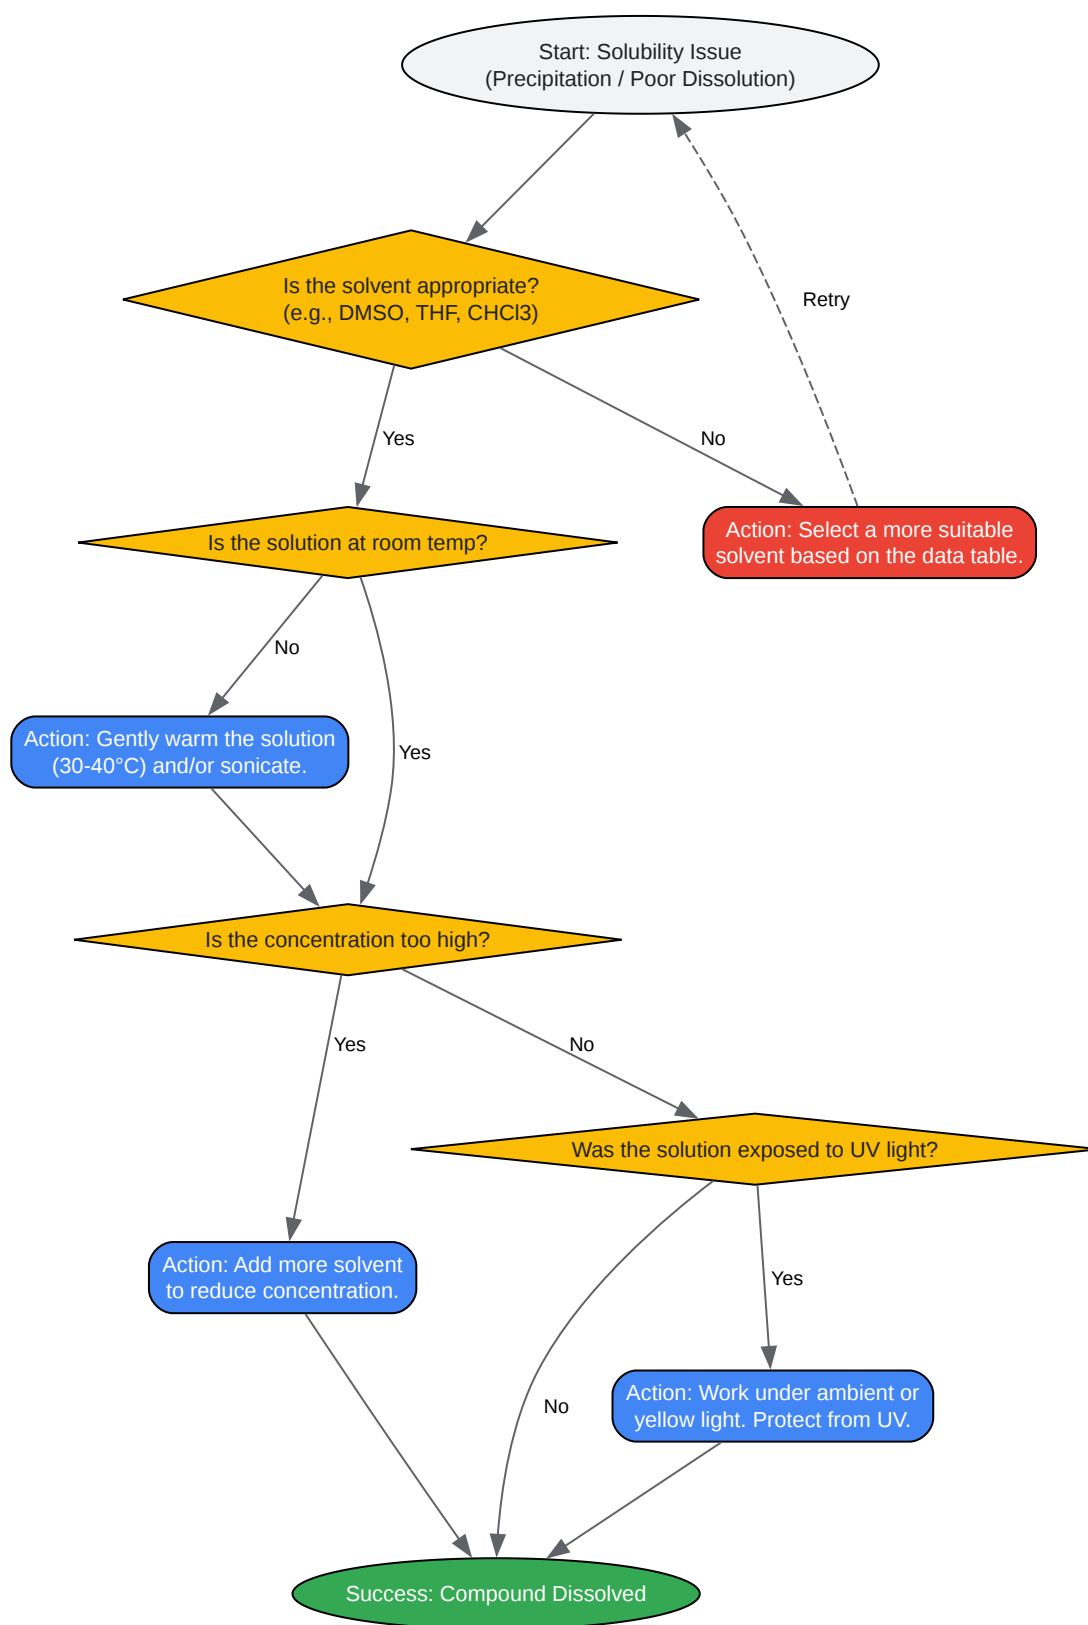 Start: Solubility Issue
(Precipitation / Poor Dissolution)
Is the solvent appropriate?
(e.g., DMSO, THF, CHCl3)
Retry
Yes
No
Is the solution at room temp?
Action: Select a more suitable
solvent based on the data table.
No
Yes
Action: Gently warm the solution
(30-40°C) and/or sonicate.
Is the concentration too high?
Yes
No
Was the solution exposed to UV light?
Action: Add more solvent
to reduce concentration.
Yes
No
Action: Work under ambient or
yellow light. Protect from UV.
Success: Compound Dissolved